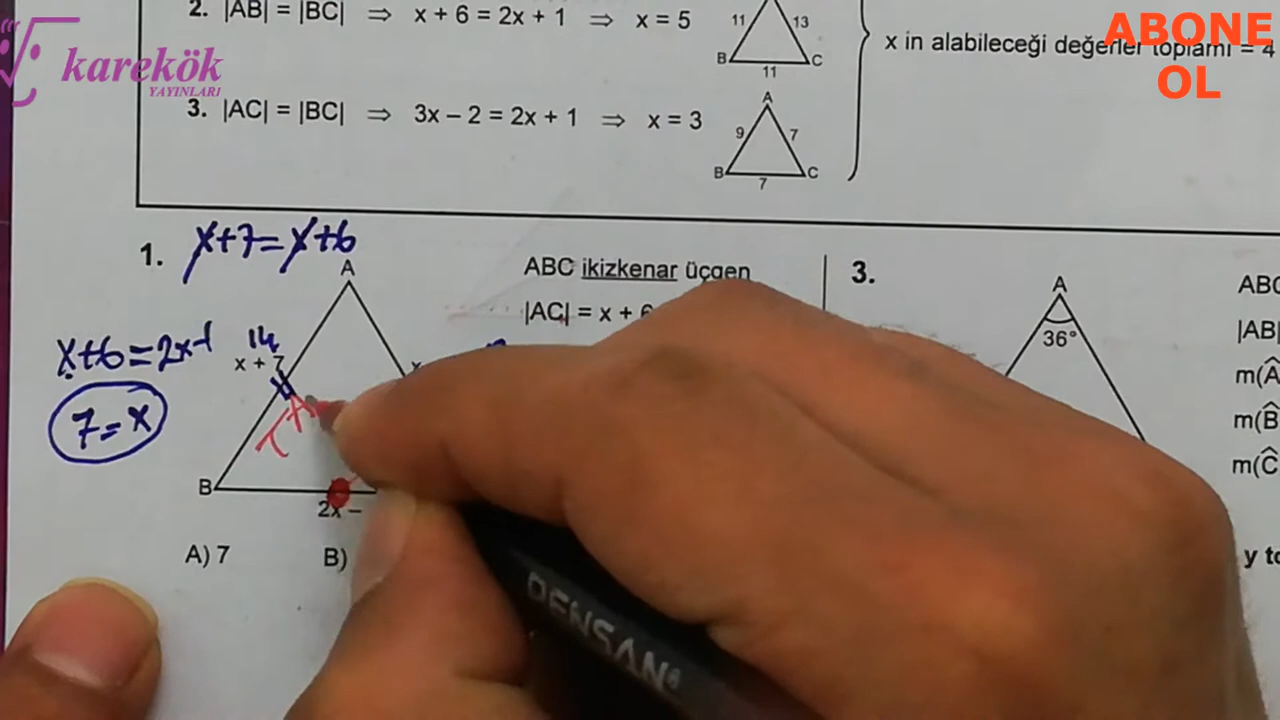 2. |AB| = |BC| ⇒ x + 6 = 2x + 1 ⇒ x = 5
11 13
B C
11
x in alabileceği değerler toplamı = 4
ABONE
OL
karekök
YAYINLARI
3. |AC| = |BC| ⇒ 3x – 2 = 2x + 1 ⇒ x = 3
A
9 7
B C
7
1. x+7=x+6
A
ABC ikizkenar üçgen
|AC| = x + 6
x+6=2x-1
14
x + 7
7=x
B
2x –
A) 7 B)
3.
A
36°
ABC
|AB|
m(A
m(B
m(C
y to
DENSAN